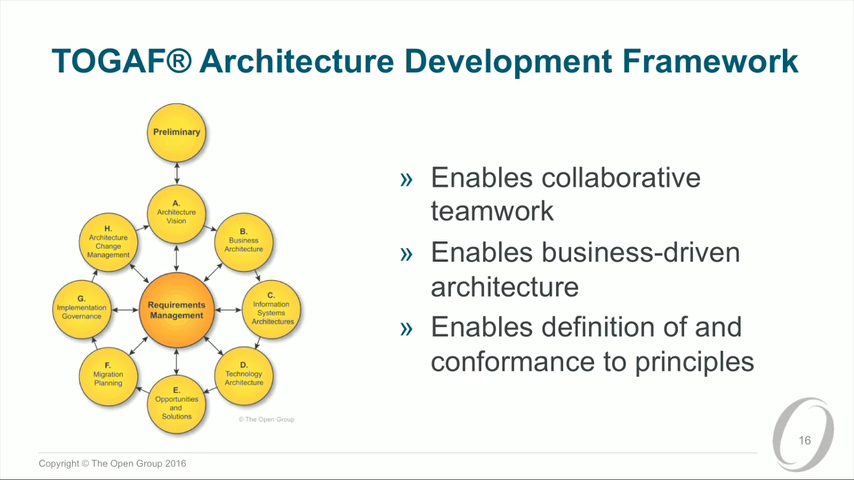 TOGAF® Architecture Development Framework
Preliminary
A.
Architecture
Vision
B.
Business
Architecture
C.
Information
Systems
Architectures
D.
Technology
Architecture
E.
Opportunities
and
Solutions
F.
Migration
Planning
G.
Implementation
Governance
H.
Architecture
Change
Management
Requirements
Management
© The Open Group
» Enables collaborative
teamwork
» Enables business-driven
architecture
» Enables definition of and
conformance to principles
Copyright © The Open Group 2016
16